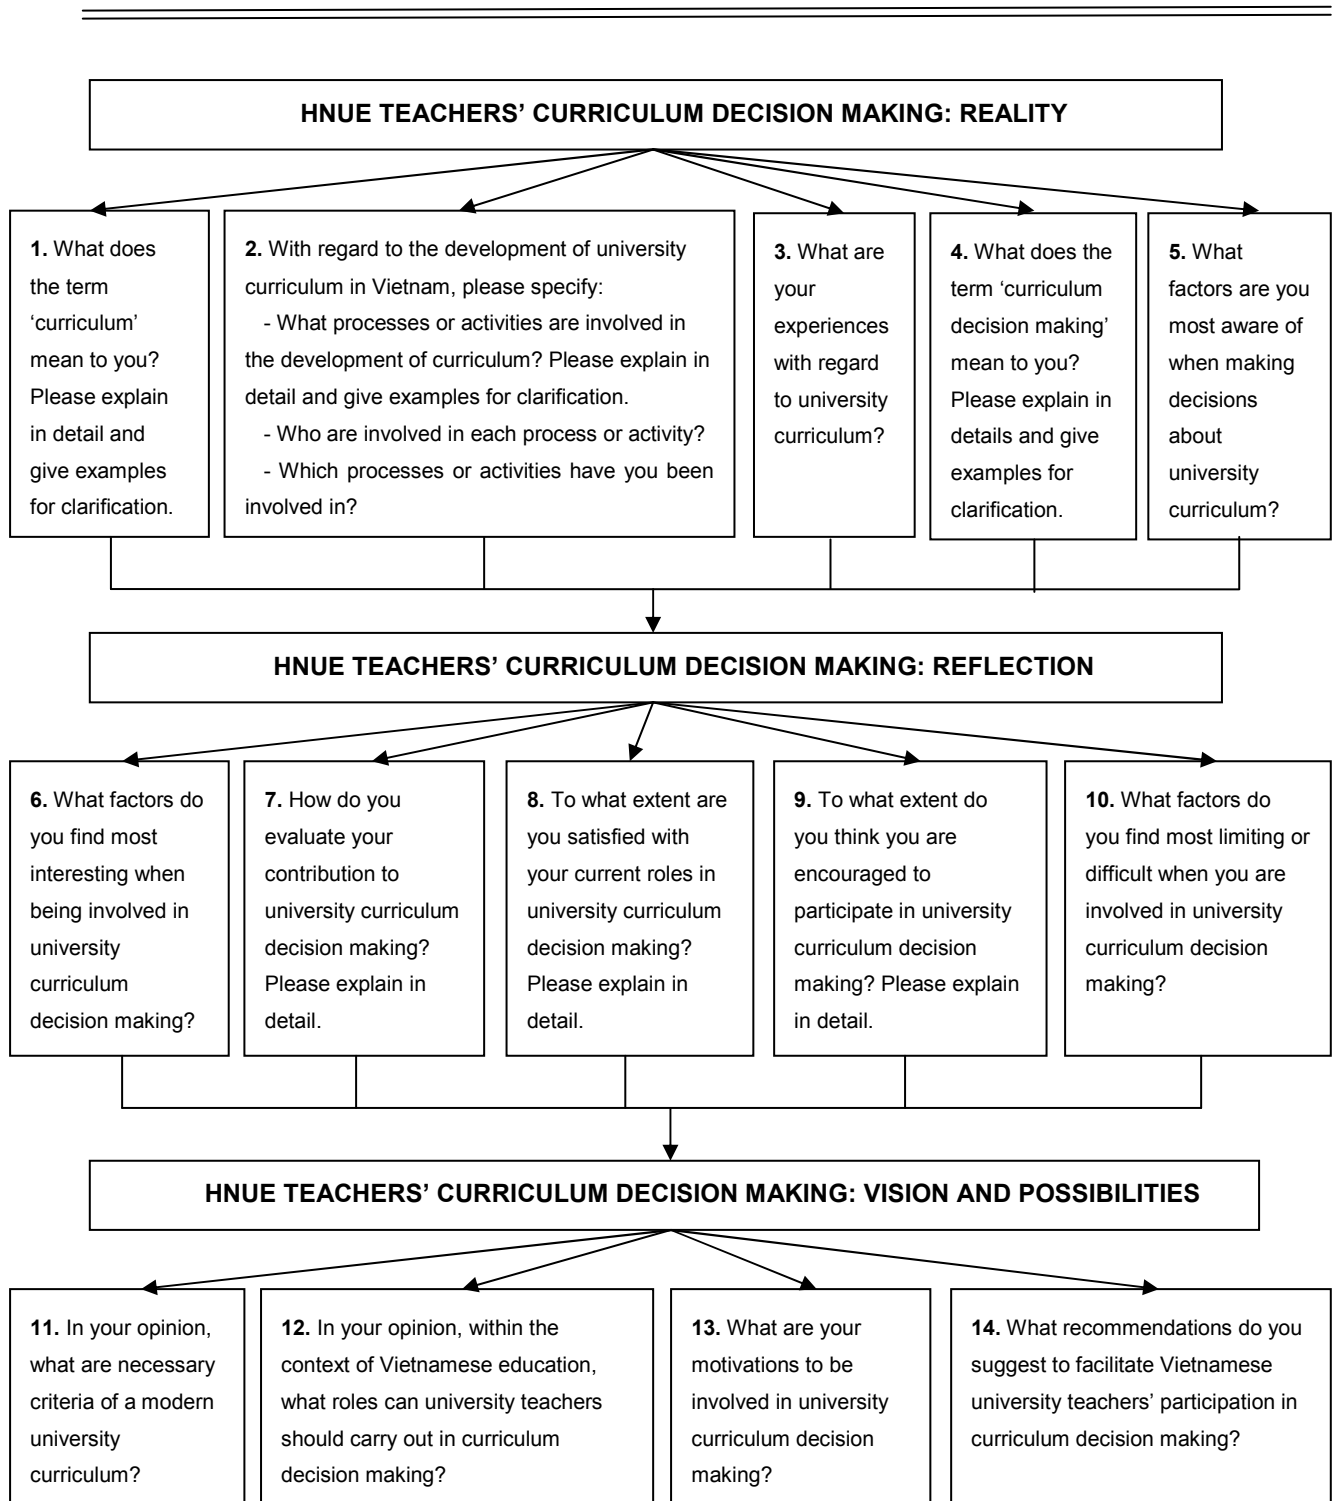 HNUE TEACHERS’ CURRICULUM DECISION MAKING: REALITY
1. What does
the term
‘curriculum’
mean to you?
Please explain
in detail and
give examples
for clarification.
2. With regard to the development of university
curriculum in Vietnam, please specify:
- What processes or activities are involved in
the development of curriculum? Please explain in
detail and give examples for clarification.
- Who are involved in each process or activity?
- Which processes or activities have you been
involved in?
3. What are
your
experiences
with regard
to university
curriculum?
4. What does the
term ‘curriculum
decision making’
mean to you?
Please explain in
details and give
examples for
clarification.
5. What
factors are you
most aware of
when making
decisions
about
university
curriculum?
HNUE TEACHERS’ CURRICULUM DECISION MAKING: REFLECTION
6. What factors do
you find most
interesting when
being involved in
university
curriculum
decision making?
7. How do you
evaluate your
contribution to
university curriculum
decision making?
Please explain in
detail.
8. To what extent are
you satisfied with
your current roles in
university curriculum
decision making?
Please explain in
detail.
9. To what extent do
you think you are
encouraged to
participate in university
curriculum decision
making? Please explain
in detail.
10. What factors do
you find most limiting or
difficult when you are
involved in university
curriculum decision
making?
HNUE TEACHERS’ CURRICULUM DECISION MAKING: VISION AND POSSIBILITIES
11. In your opinion,
what are necessary
criteria of a modern
university
curriculum?
12. In your opinion, within the
context of Vietnamese education,
what roles can university teachers
should carry out in curriculum
decision making?
13. What are your
motivations to be
involved in university
curriculum decision
making?
14. What recommendations do you
suggest to facilitate Vietnamese
university teachers’ participation in
curriculum decision making?